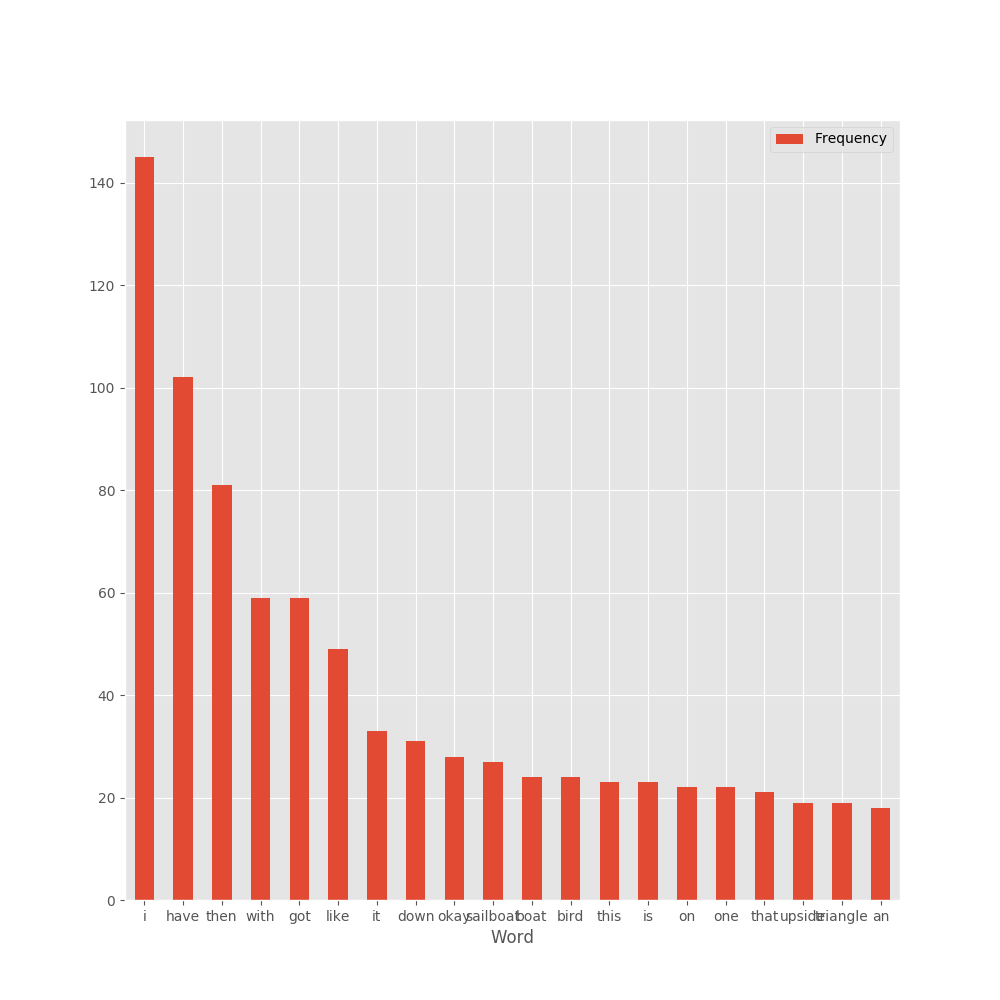 Frequency
140
120
100
80
60
40
20
0
i have then with got like it down okay sailboat boat bird this is on one that upside triangle an
Word